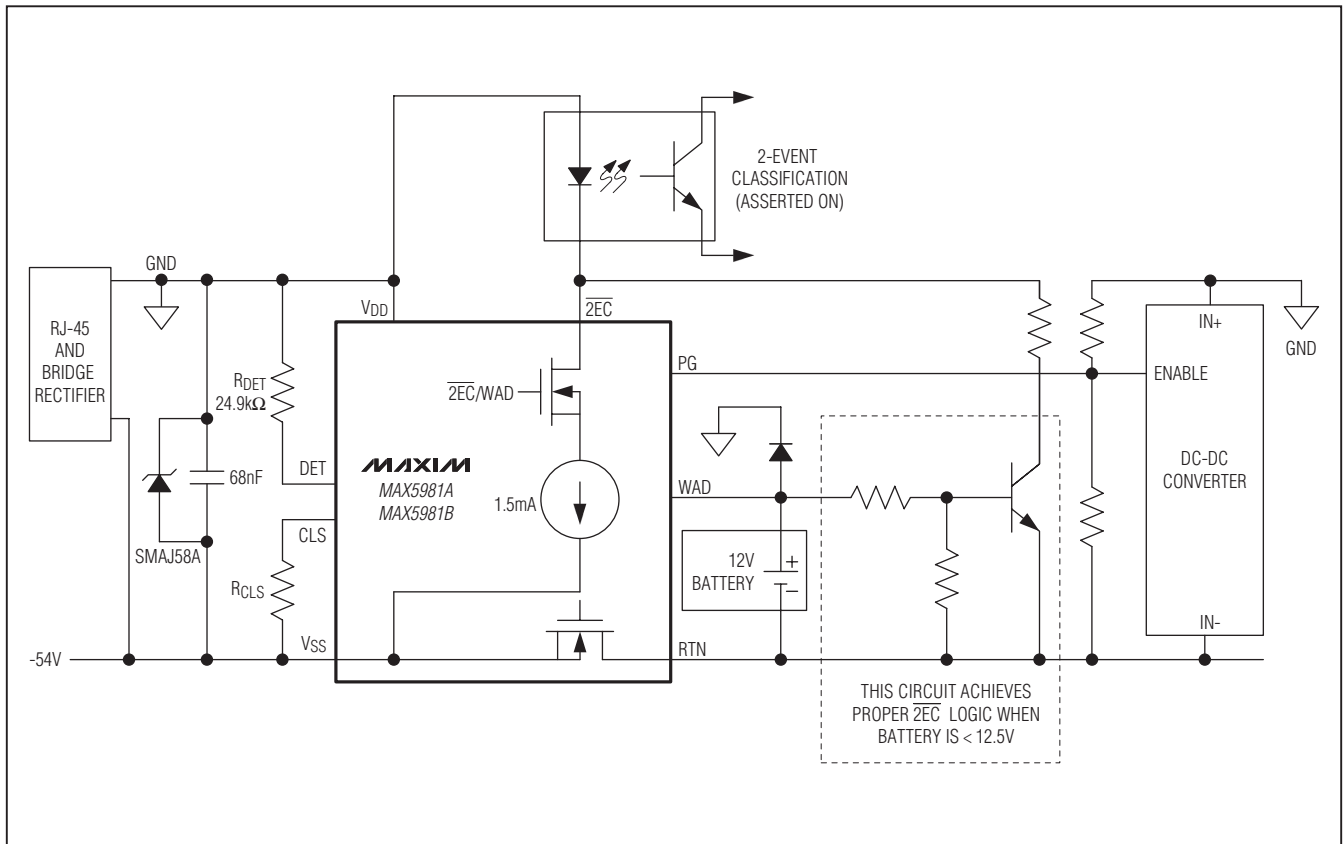 2-EVENT
CLASSIFICATION
(ASSERTED ON)
GND
VDD
2EC
RJ-45
AND
BRIDGE
RECTIFIER
RDET
24.9kΩ
2EC/WAD
PG
IN+
GND
ENABLE
DET
68nF
MAXIM
MAX5981A
MAX5981B
1.5mA
WAD
DC-DC
CONVERTER
SMAJ58A
CLS
RCLS
12V
BATTERY
+
−
-54V
VSS
RTN
IN-
THIS CIRCUIT ACHIEVES
PROPER 2EC LOGIC WHEN
BATTERY IS < 12.5V